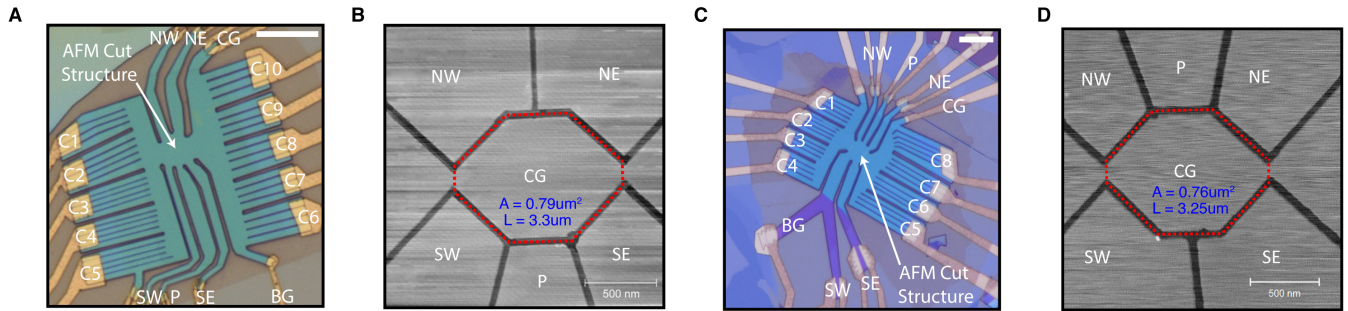 A
AFM Cut
Structure
NW NE CG
C10
C9
C8
C7
C6
C1
C2
C3
C4
C5
SW P SE BG
B
NW
NE
CG
A = 0.79um²
L = 3.3um
SW
P
SE
500 nm
C
NW
P
NE
CG
C1
C2
C3
C4
C8
C7
C6
C5
BG
SW
SE
AFM Cut
Structure
D
NW
P
NE
CG
A = 0.76um²
L = 3.25um
SW
SE
500 nm